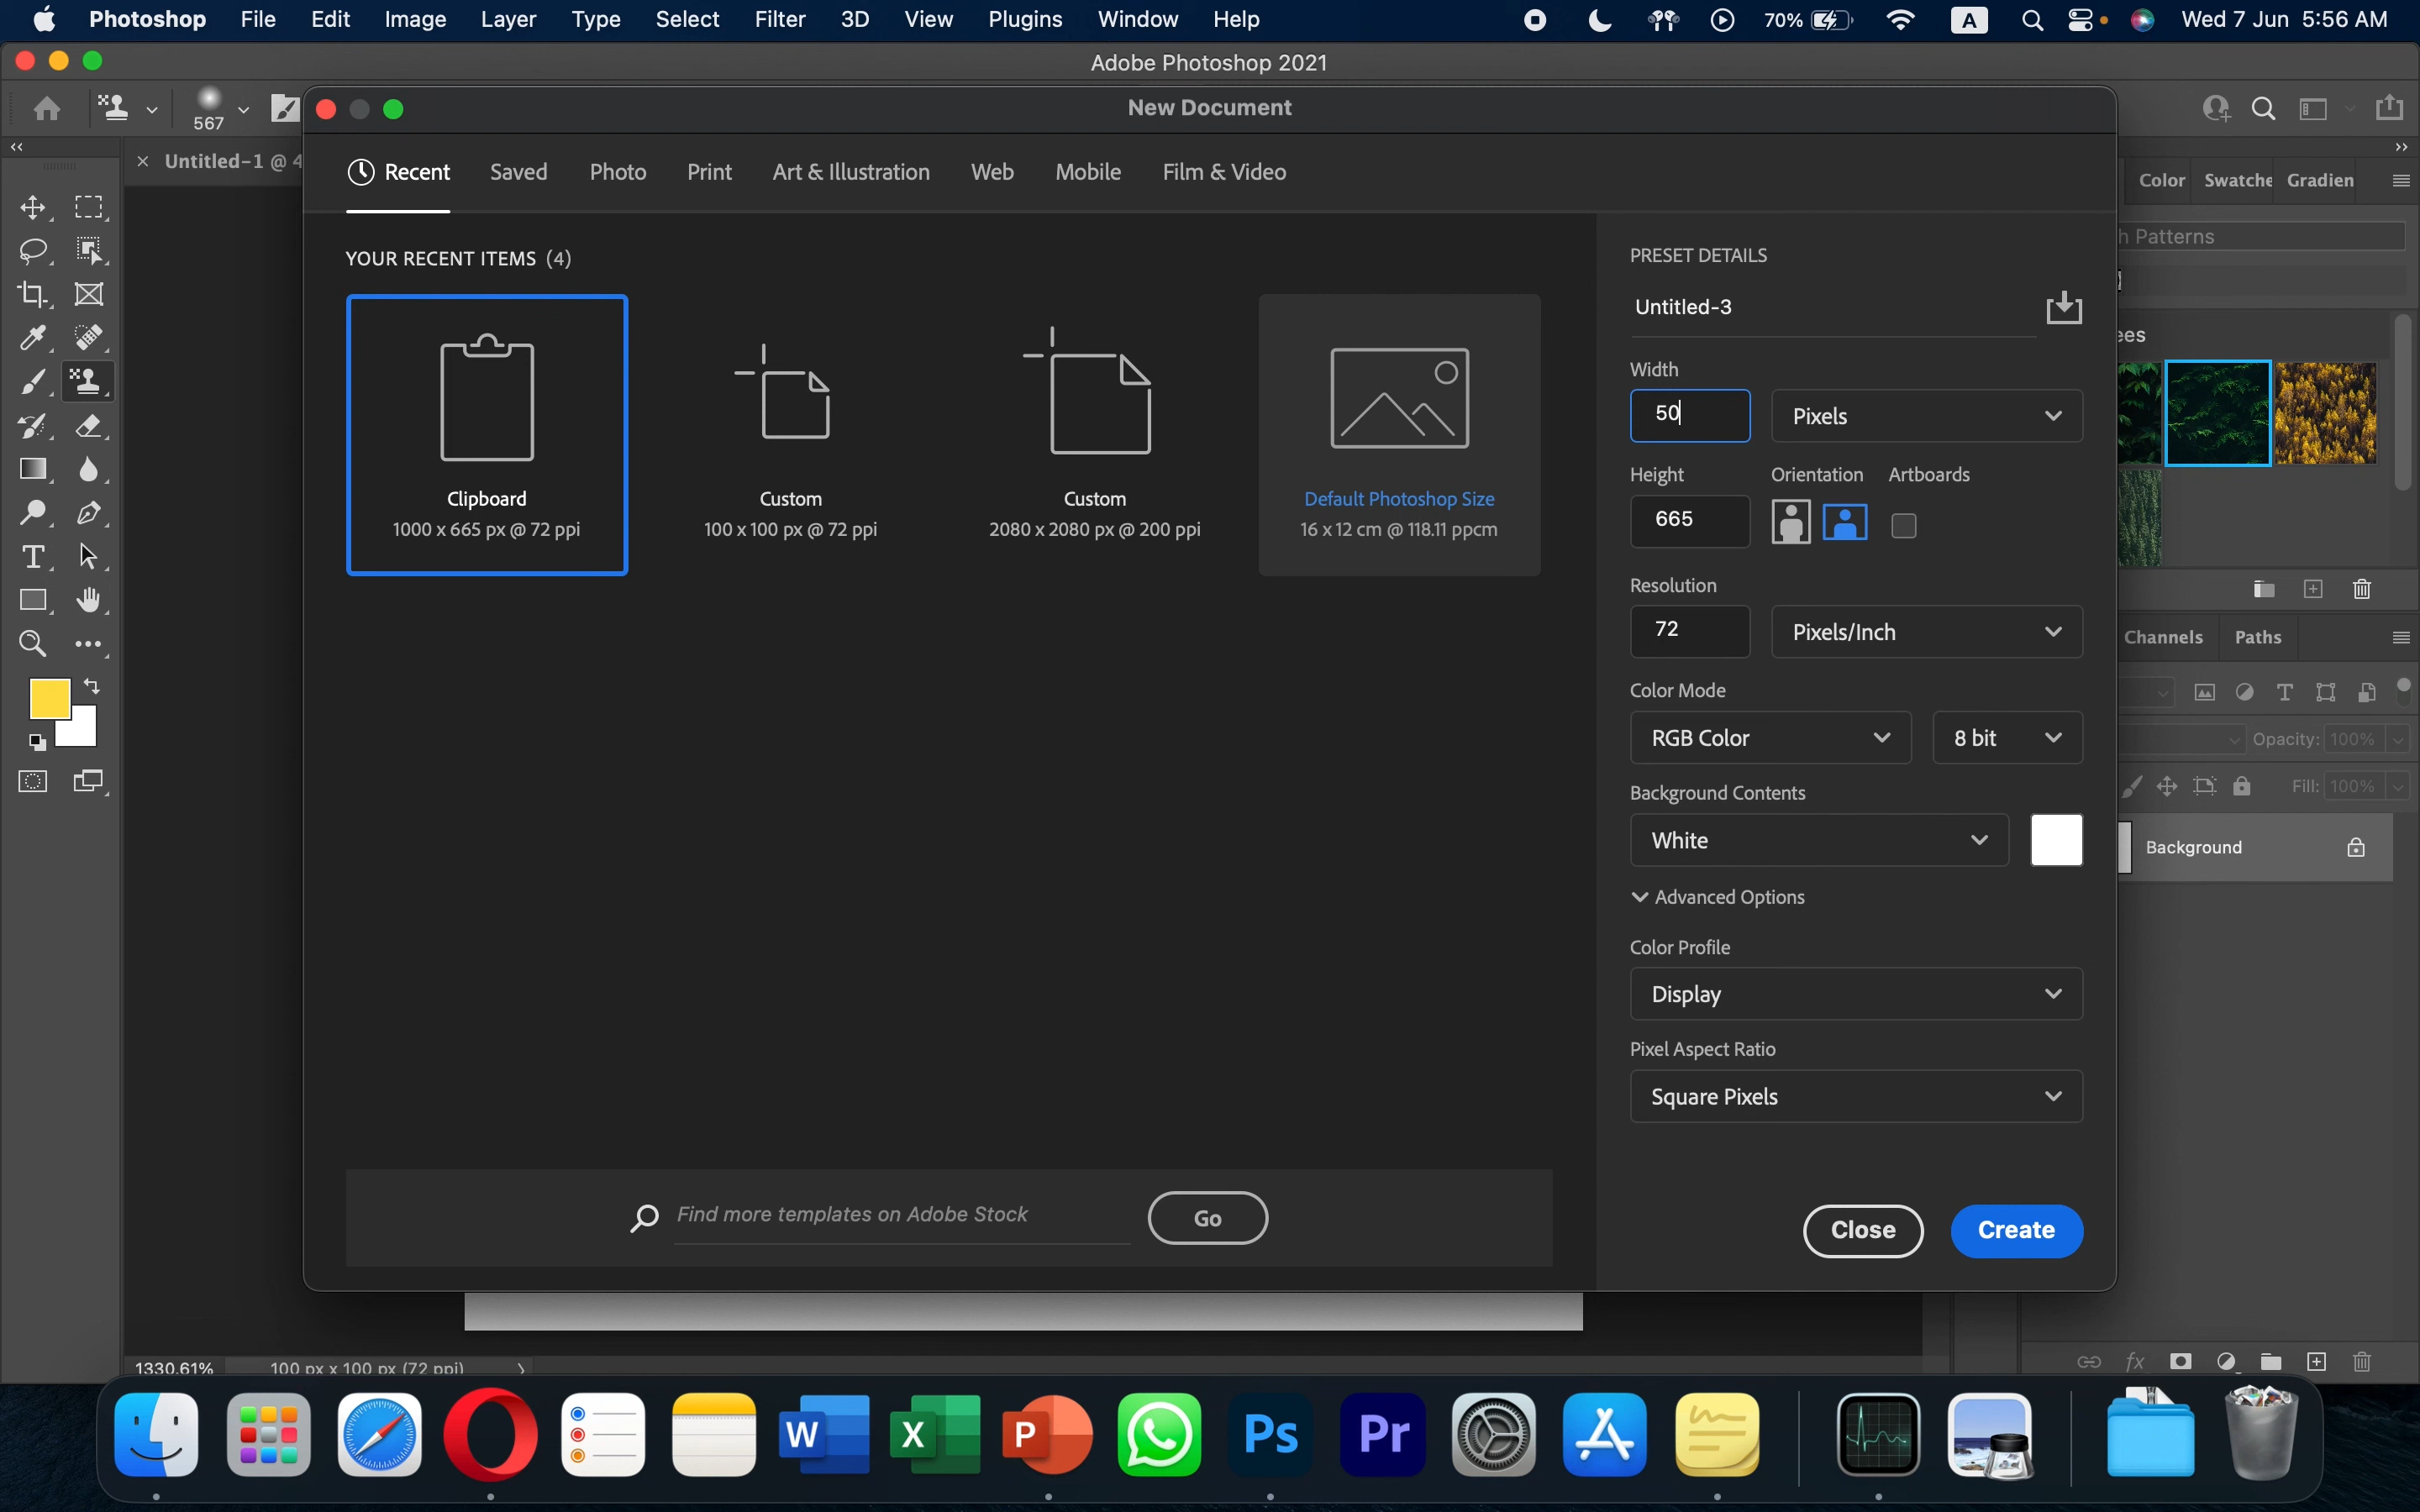 Photoshop File Edit Image Layer Type Select Filter 3D View Plugins Window Help 70% A Wed 7 Jun 5:56 AM
Adobe Photoshop 2021
567
New Document
Untitled-1 @ 4
Recent Saved Photo Print Art & Illustration Web Mobile Film & Video
Color Swatche Gradien
Patterns
YOUR RECENT ITEMS (4)
Clipboard
1000 x 665 px @ 72 ppi
Custom
100 x 100 px @ 72 ppi
Custom
2080 x 2080 px @ 200 ppi
Default Photoshop Size
16 x 12 cm @ 118.11 ppcm
PRESET DETAILS
Untitled-3
Width
50 Pixels
Height Orientation Artboards
665
Resolution
72 Pixels/Inch
Color Mode
RGB Color 8 bit
Background Contents
White
Advanced Options
Color Profile
Display
Pixel Aspect Ratio
Square Pixels
Find more templates on Adobe Stock Go
Close Create
ees
Channels Paths
Opacity: 100%
Fill: 100%
Background
fx
1330.61% 100 px x 100 px (72 ppi)
W X P Ps Pr